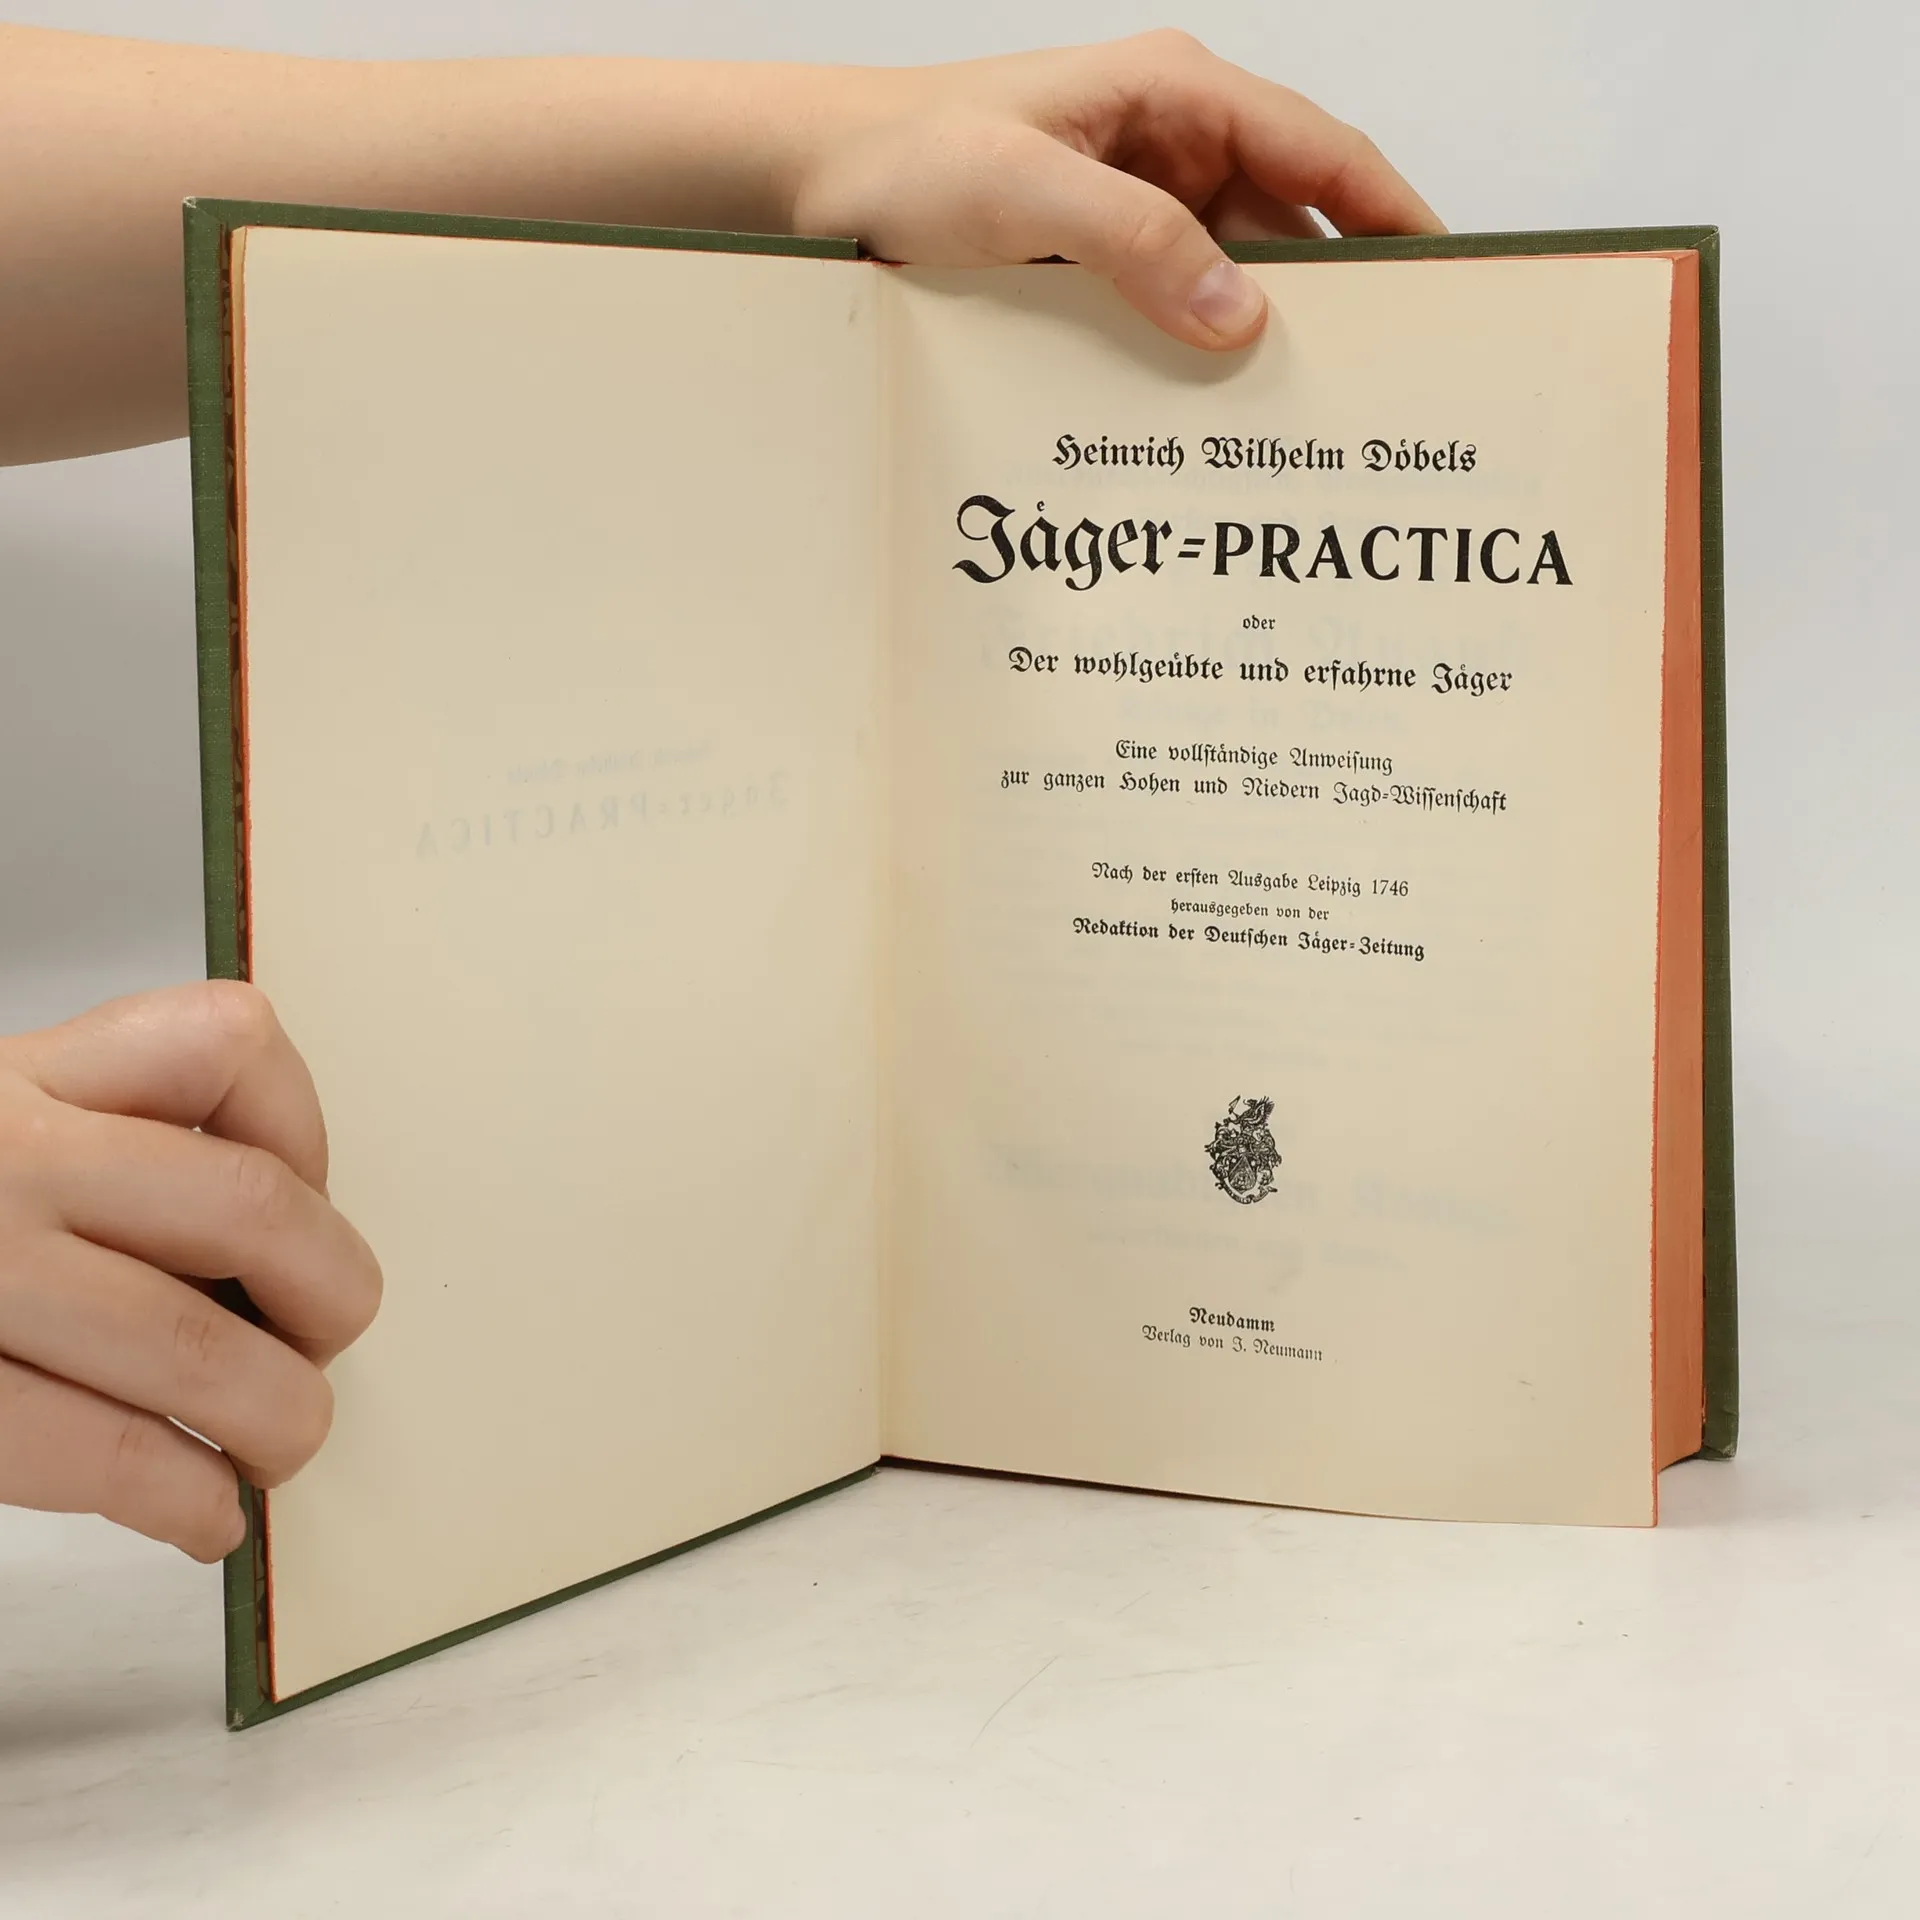 Heinrich Wilhelm Döbels
Jäger=PRACTICA
oder
Der wohlgeübte und erfahrne Jäger
Eine vollſtändige Anweiſung
zur ganzen Hohen und Niedern Jagd=Wiſſenſchaft
Nach der erſten Ausgabe Leipzig 1746
herausgegeben von der
Redaktion der Deutſchen Jäger=Zeitung
Neudamm
Verlag von J. Neumann